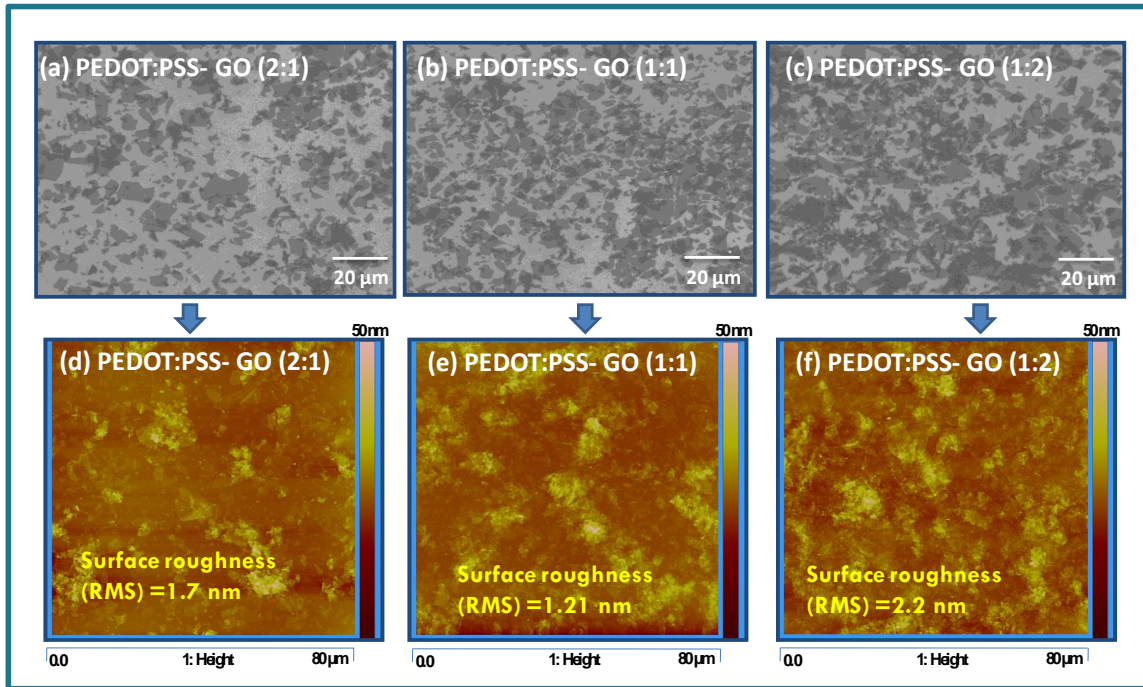 (a) PEDOT:PSS- GO (2:1)
(b) PEDOT:PSS- GO (1:1)
(c) PEDOT:PSS- GO (1:2)
20 µm
20 µm
20 µm
50nm
50nm
50nm
(d) PEDOT:PSS- GO (2:1)
(e) PEDOT:PSS- GO (1:1)
(f) PEDOT:PSS- GO (1:2)
Surface roughness
(RMS) =1.7 nm
Surface roughness
(RMS) =1.21 nm
Surface roughness
(RMS) =2.2 nm
0.0 1: Height 80µm
0.0 1: Height 80µm
0.0 1: Height 80µm